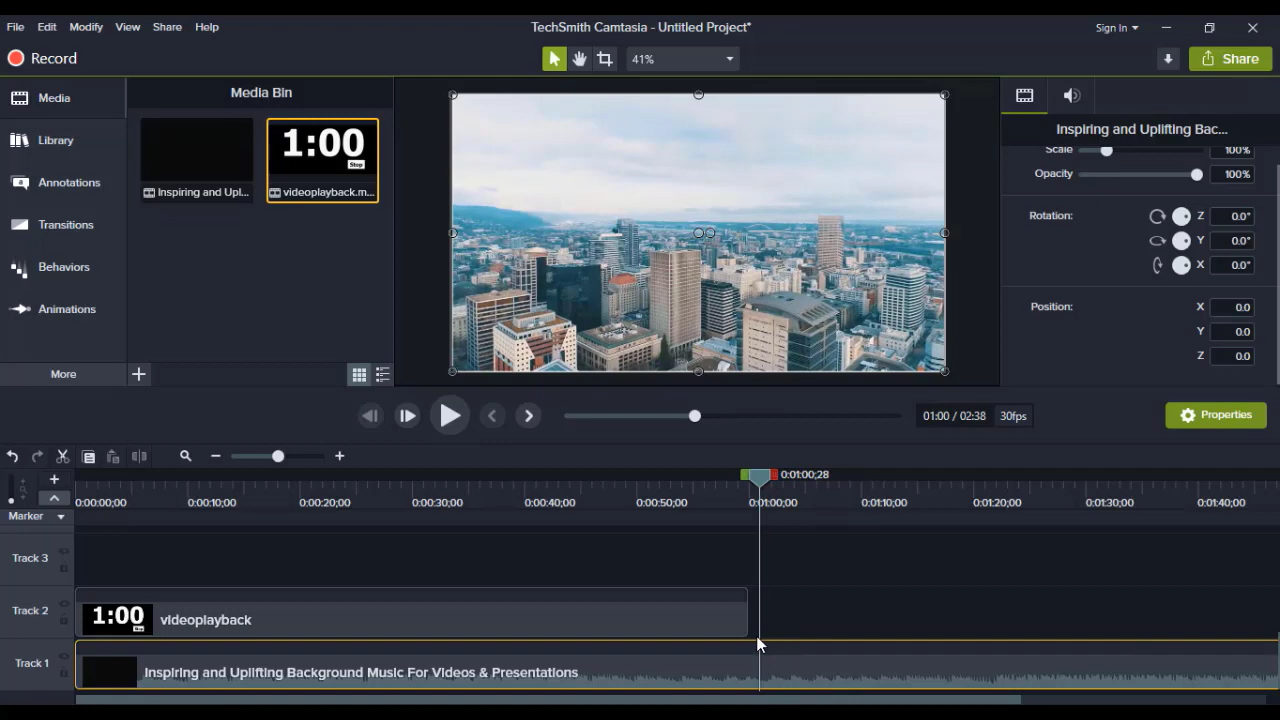 File Edit Modify View Share Help
TechSmith Camtasia - Untitled Project*
Sign In
Record
41%
Share
Media
Media Bin
Inspiring and Uplifting Bac...
Library
1:00
Stop
Scale 100%
Annotations
Inspiring and Upl...
videoplayback.m...
Opacity 100%
Transitions
Rotation: Z 0.0°
Y 0.0°
Behaviors
X 0.0°
Animations
Position: X 0.0
Y 0.0
Z 0.0
More
01:00 / 02:38 30fps
Properties
0:01:00;28
0:00:00;00 0:00:10;00 0:00:20;00 0:00:30;00 0:00:40;00 0:00:50;00 0:01:00;00 0:01:10;00 0:01:20;00 0:01:30;00 0:01:40;00
Marker
Track 3
Track 2
1:00
videoplayback
Track 1
Inspiring and Uplifting Background Music For Videos & Presentations